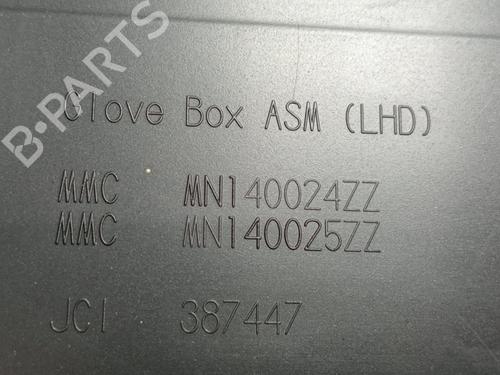 B-PARTS
Glove Box ASM (LHD)
MMC MN140024ZZ
MMC MN140025ZZ
JCI 387447